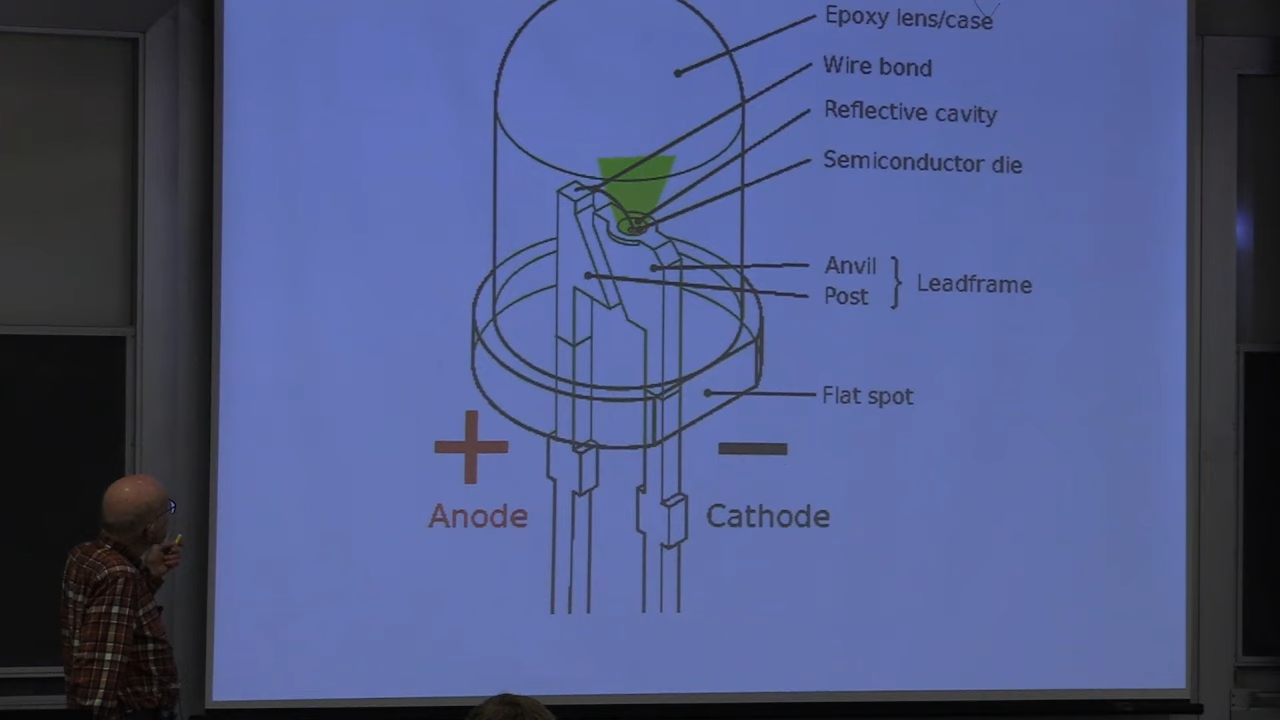 Epoxy lens/case
Wire bond
Reflective cavity
Semiconductor die
Anvil
Post
Leadframe
Flat spot
Anode
Cathode